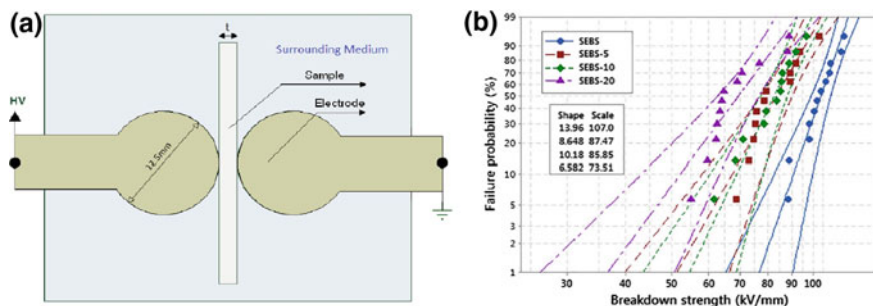 (a)
t
Surrounding Medium
Sample
Electrode
HV
12.5mm
(b)
Failure probability (%)
99
90
80
70
60
50
40
30
20
10
5
3
2
1
SEBS
SEBS-5
SEBS-10
SEBS-20
Shape Scale
13.96 107.0
8.648 87.47
10.18 85.85
6.582 73.51
30 40 50 60 70 80 90 100
Breakdown strength (kV/mm)